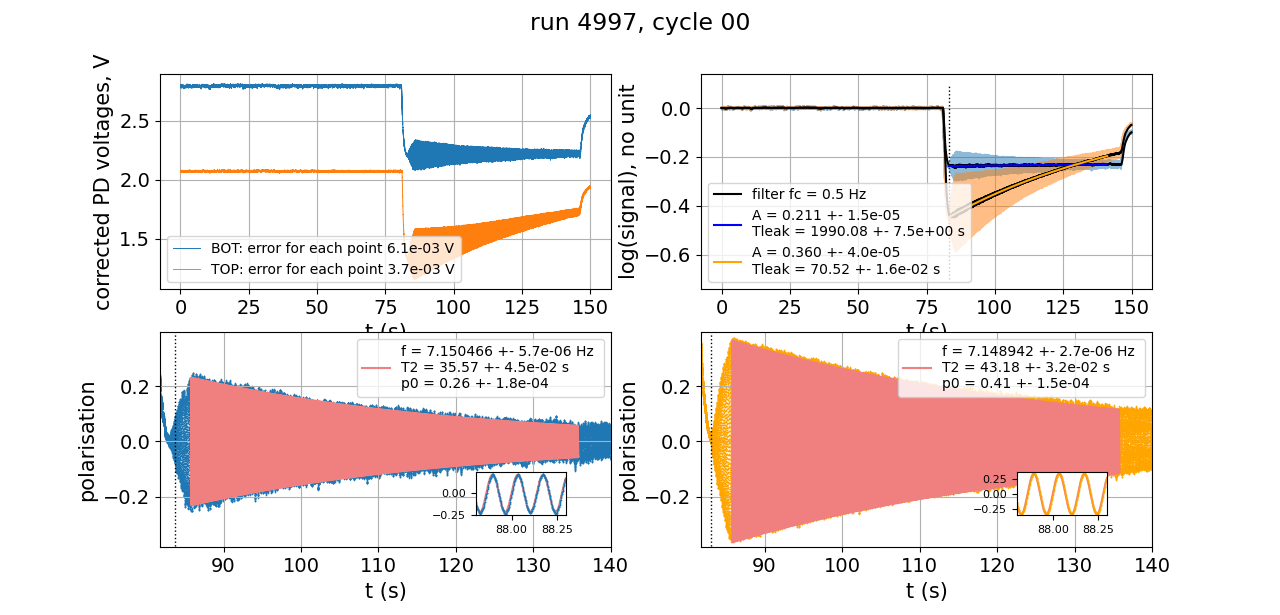 run 4997, cycle 00
corrected PD voltages, V
2.5
2.0
1.5
BOT: error for each point 6.1e-03 V
TOP: error for each point 3.7e-03 V
0 25 50 75 100 125 150
t (s)
log(signal), no unit
0.0
−0.2
−0.4
−0.6
filter fc = 0.5 Hz
A = 0.211 +- 1.5e-05
Tleak = 1990.08 +- 7.5e+00 s
A = 0.360 +- 4.0e-05
Tleak = 70.52 +- 1.6e-02 s
0 25 50 75 100 125 150
t (s)
polarisation
0.2
0.0
−0.2
f = 7.150466 +- 5.7e-06 Hz
T2 = 35.57 +- 4.5e-02 s
p0 = 0.26 +- 1.8e-04
0.00
−0.25
88.00 88.25
90 100 110 120 130 140
t (s)
polarisation
0.2
0.0
−0.2
f = 7.148942 +- 2.7e-06 Hz
T2 = 43.18 +- 3.2e-02 s
p0 = 0.41 +- 1.5e-04
0.25
0.00
−0.25
88.00 88.25
90 100 110 120 130 140
t (s)